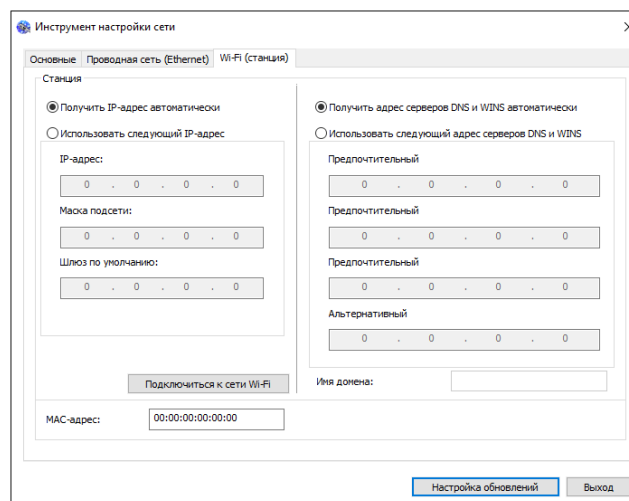 Инструмент настройки сети
Основные Проводная сеть (Ethernet) Wi-Fi (станция)
Станция
Получить IP-адрес автоматически
Использовать следующий IP-адрес
IP-адрес:
0 . 0 . 0 . 0
Маска подсети:
0 . 0 . 0 . 0
Шлюз по умолчанию:
0 . 0 . 0 . 0
Подключиться к сети Wi-Fi
Получить адрес серверов DNS и WINS автоматически
Использовать следующий адрес серверов DNS и WINS
Предпочтительный
0 . 0 . 0 . 0
Предпочтительный
0 . 0 . 0 . 0
Предпочтительный
0 . 0 . 0 . 0
Альтернативный
0 . 0 . 0 . 0
Имя домена:
MAC-адрес: 00:00:00:00:00:00
Настройка обновлений Выход